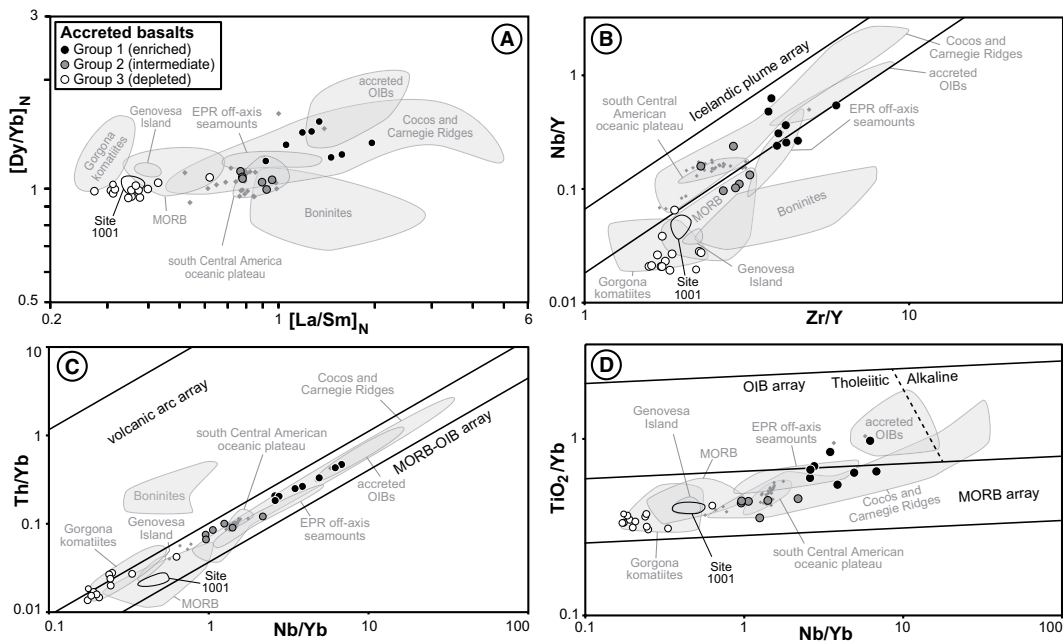 3
Accreted basalts
Group 1 (enriched)
Group 2 (intermediate)
Group 3 (depleted)
A
accreted
OIBs
Genovesa
Island
EPR off-axis
seamounts
Cocos and
Carnegie Ridges
Gorgona
komatiites
[Dy/Yb]N
1
Site
1001
MORB
Boninites
south Central America
oceanic plateau
0.5
0.2
1
6
[La/Sm]N
B
Cocos and
Carnegie Ridges
Icelandic plume array
accreted
OIBs
1
south Central
American
oceanic plateau
EPR off-axis
seamounts
Nb/Y
0.1
MORB
Boninites
Genovesa
Island
Gorgona
komatiites
Site
1001
0.01
1
10
Zr/Y
10
C
Cocos and
Carnegie Ridges
volcanic arc array
south Central American
oceanic plateau
MORB-OIB array
1
Th/Yb
accreted
OIBs
Boninites
0.1
Genovesa
Island
EPR off-axis
seamounts
Gorgona
komatiites
Site
1001
MORB
0.01
0.1
1
10
100
Nb/Yb
D
OIB array
Tholeiitic
Alkaline
Genovesa
Island
EPR off-axis
seamounts
accreted
OIBs
1
MORB
TiO2/Yb
MORB array
Cocos and
Carnegie Ridges
Gorgona
komatiites
Site
1001
south Central American
oceanic plateau
0.1
0.1
1
10
100
Nb/Yb